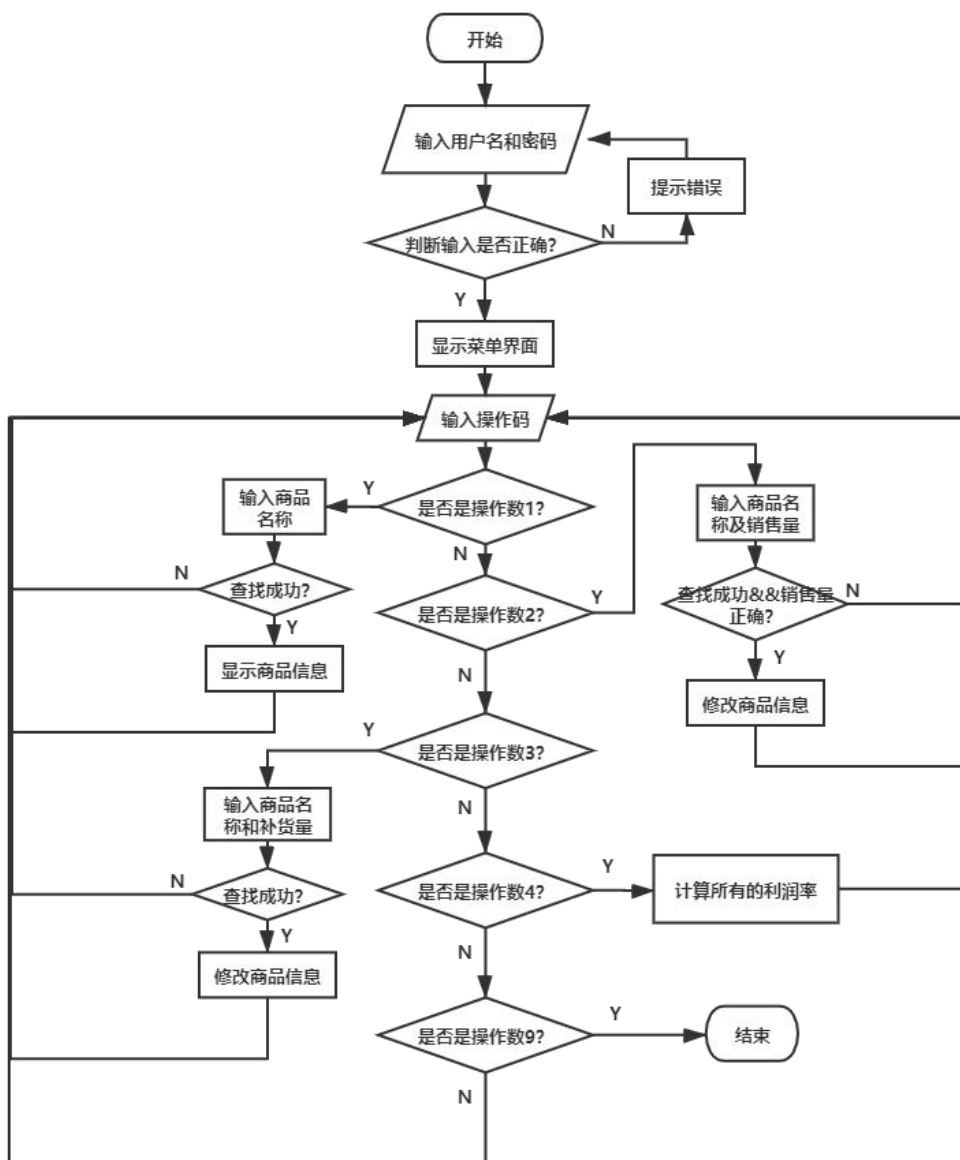 开始
输入用户名和密码
提示错误
判断输入是否正确?
N
Y
显示菜单界面
输入操作码
是否是操作数1?
Y
输入商品
名称
N
查找成功?
N
Y
显示商品信息
是否是操作数2?
Y
输入商品名
称及销售量
查找成功&&销售量
正确?
N
Y
修改商品信息
N
是否是操作数3?
Y
输入商品名
称和补货量
查找成功?
N
Y
修改商品信息
N
是否是操作数4?
Y
计算所有的利润率
N
是否是操作数9?
Y
结束
N